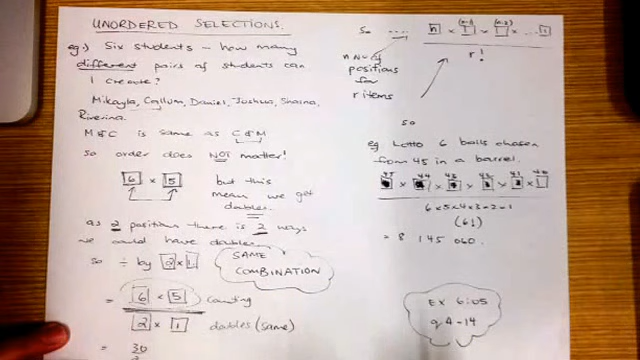 UNORDERED SELECTIONS.
eg.) Six students - how many
different pairs of students can
I create?
Mikayla, Callum, Daniel, Joshua, Shaina,
Riverina.
M & C is same as C & M
so order does NOT matter!
6 × 5 but this
mean we get
doubles.
as 2 positions there is 2 ways
we could have doubles
so ÷ by 2 × 1
SAME
COMBINATION
= 6 × 5 counting
2 × 1 doubles (same)
= 30
2
so ....
n × (n-1) × (n-2) × ... 1
r!
positions
for
r items
so
eg Lotto 6 balls chosen
from 45 in a barrel.
45 44 43 41 40
6×5×4×3×2×1
(6!)
= 8 145 060.
Ex 6:05
q 4-14